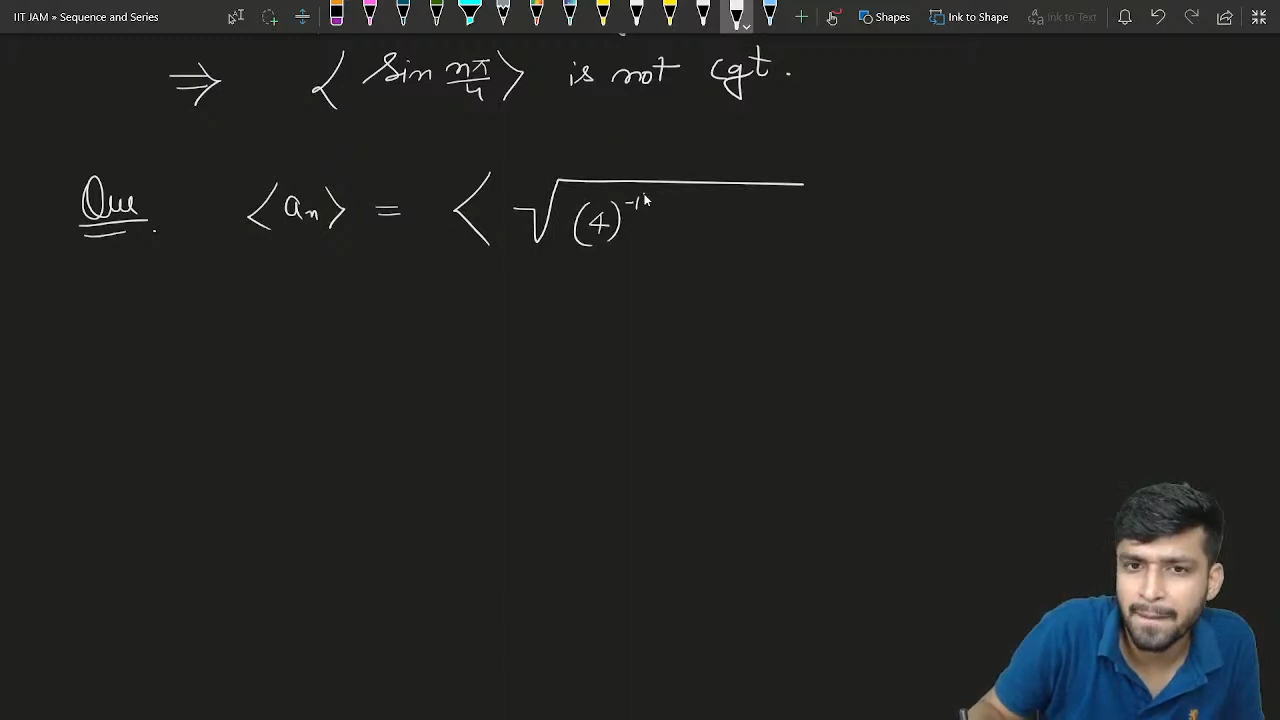 IIT JAM » Sequence and Series
Shapes Ink to Shape Ink to Text
⇒ ⟨ Sin nπ/4 ⟩ is not cgt.
Que. ⟨aₙ⟩ = ⟨ √(4)⁻¹